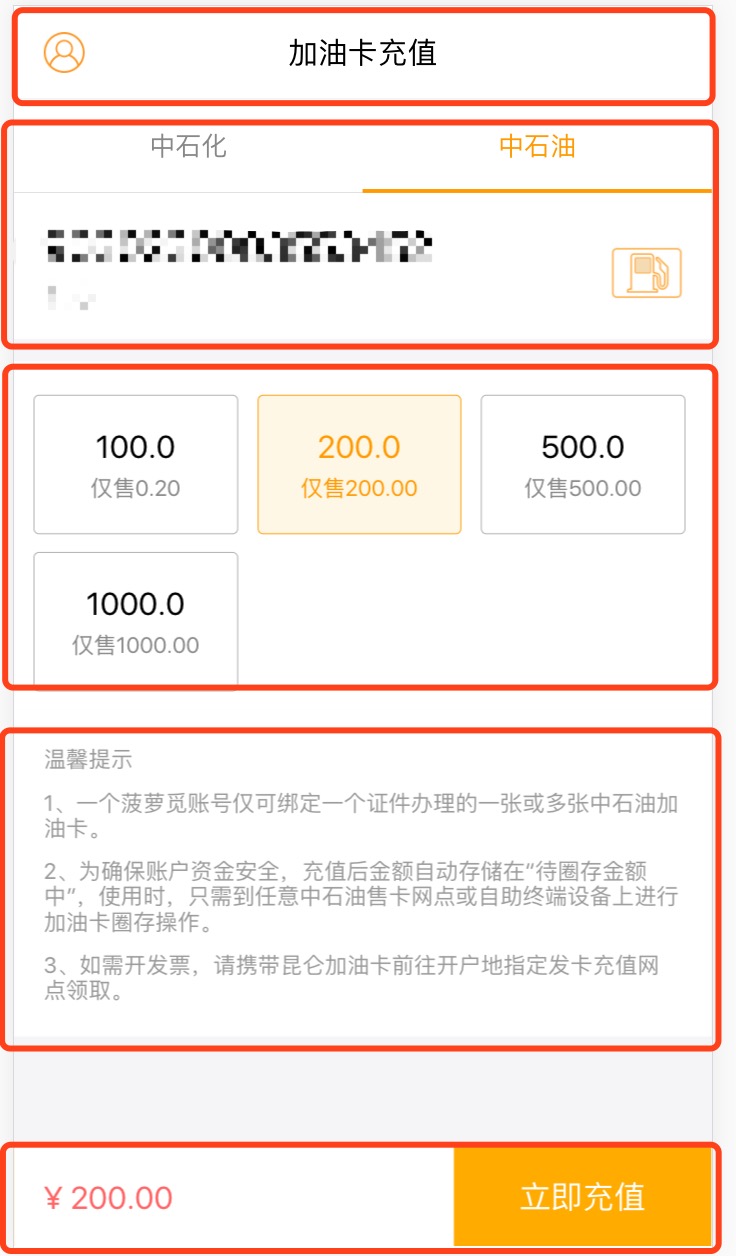 加油卡充值
中石化
中石油
100.0
仅售0.20
200.0
仅售200.00
500.0
仅售500.00
1000.0
仅售1000.00
温馨提示
1、一个菠萝觅账号仅可绑定一个证件办理的一张或多张中石油加
油卡。
2、为确保账户资金安全，充值后金额自动存储在“待圈存金额
中”，使用时，只需到任意中石油售卡网点或自助终端设备上进行
加油卡圈存操作。
3、如需开发票，请携带昆仑加油卡前往开户地指定发卡充值网
点领取。
¥ 200.00
立即充值